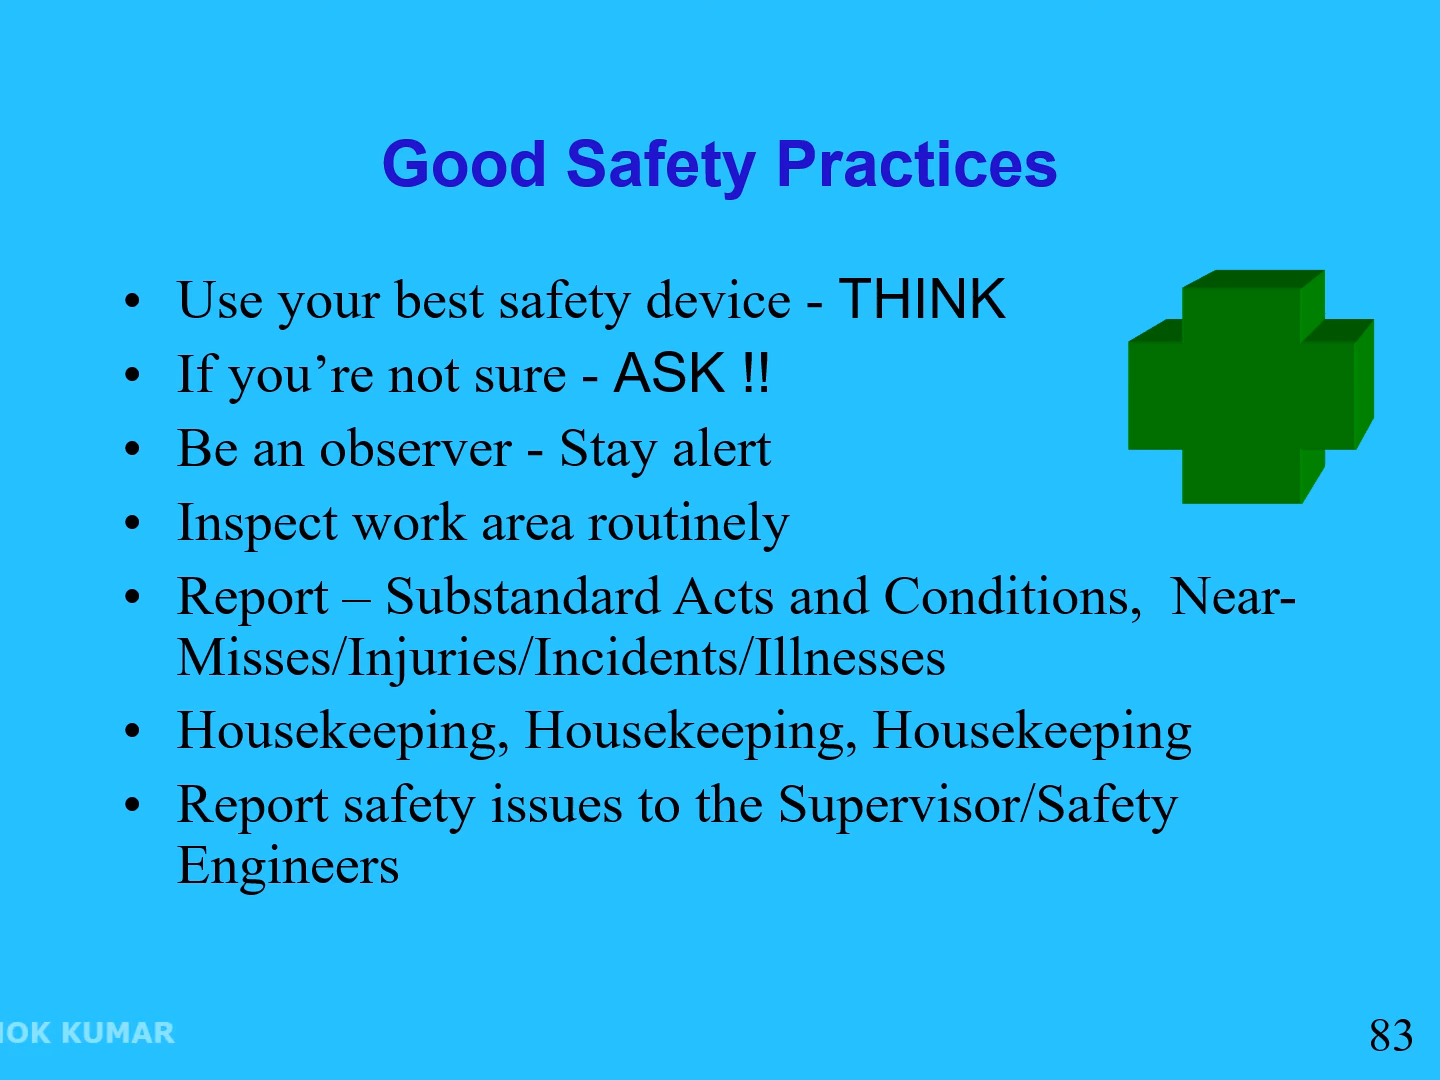 Good Safety Practices
• Use your best safety device - THINK
• If you’re not sure - ASK !!
• Be an observer - Stay alert
• Inspect work area routinely
• Report – Substandard Acts and Conditions,  Near-
Misses/Injuries/Incidents/Illnesses
• Housekeeping, Housekeeping, Housekeeping
• Report safety issues to the Supervisor/Safety
Engineers
KUMAR
83